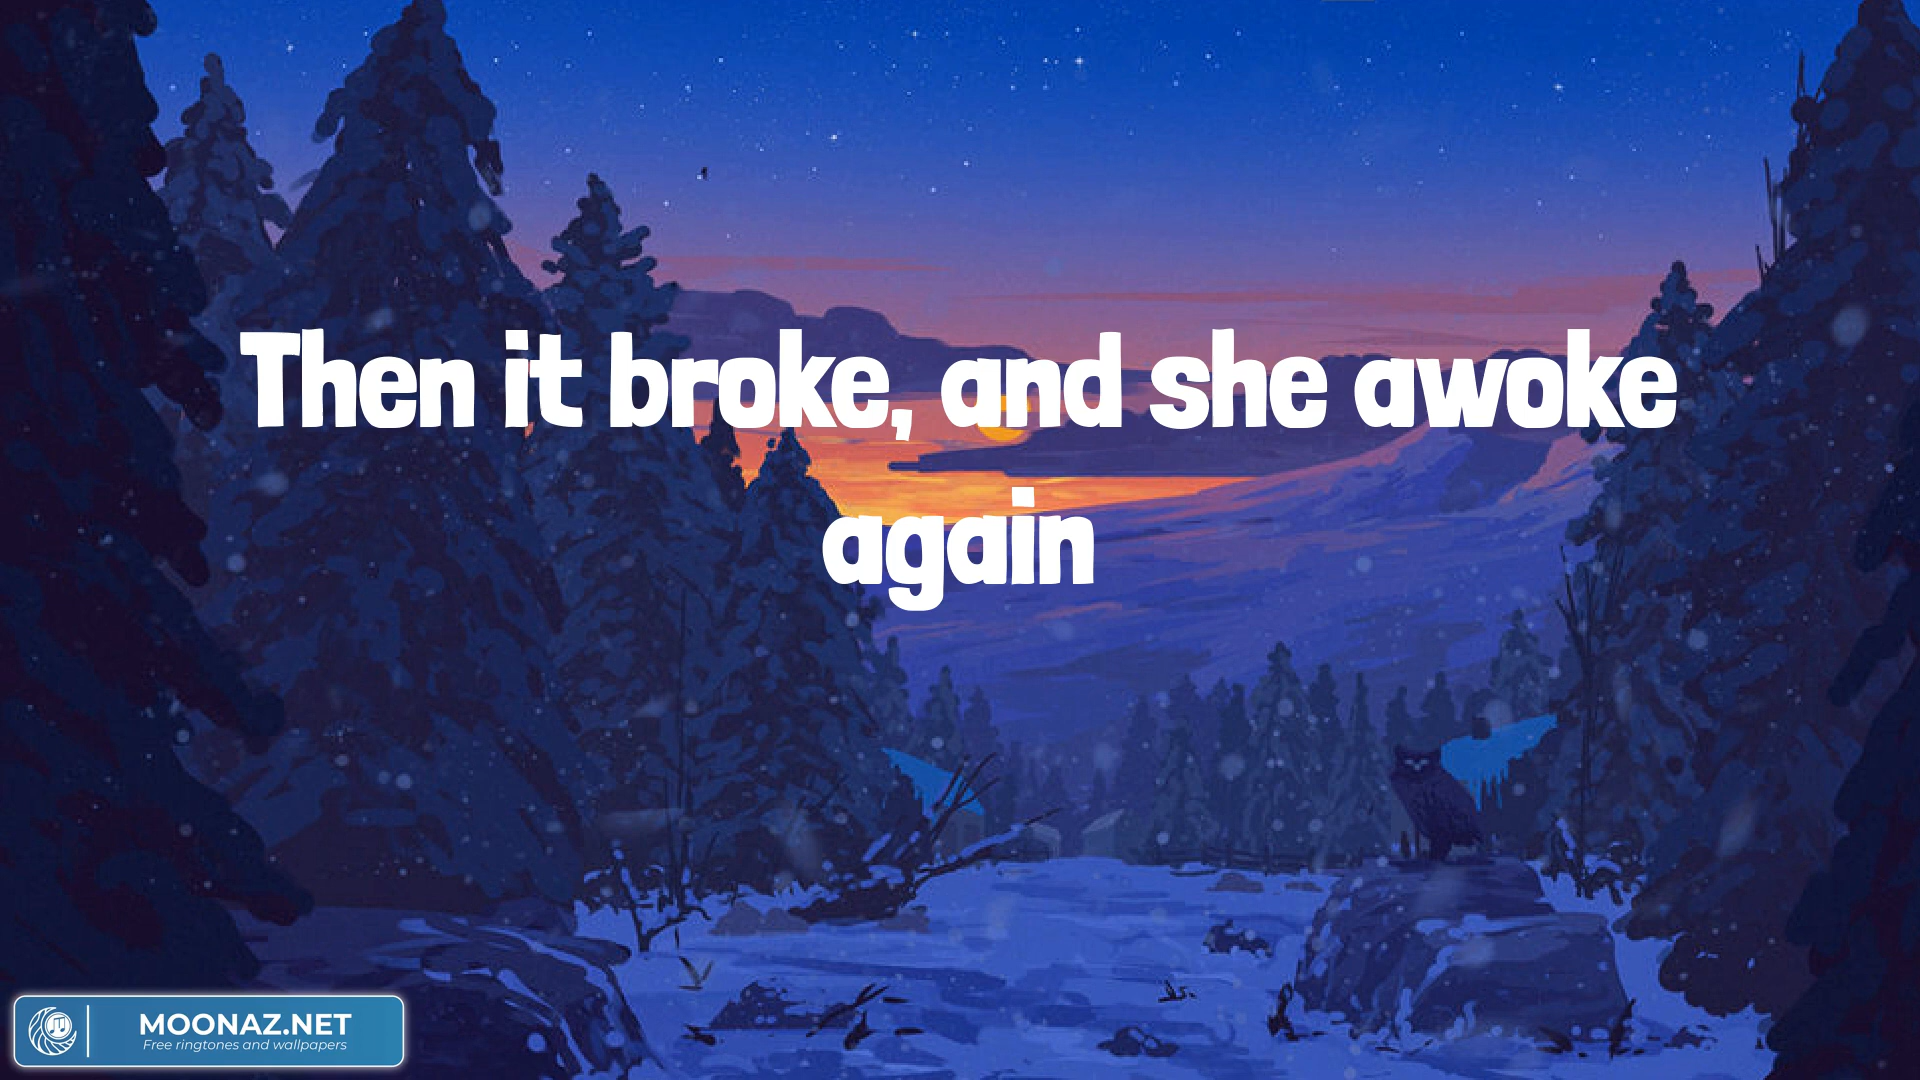 Then it broke, and she awoke
again
MOONAZ.NET
Free ringtones and wallpapers